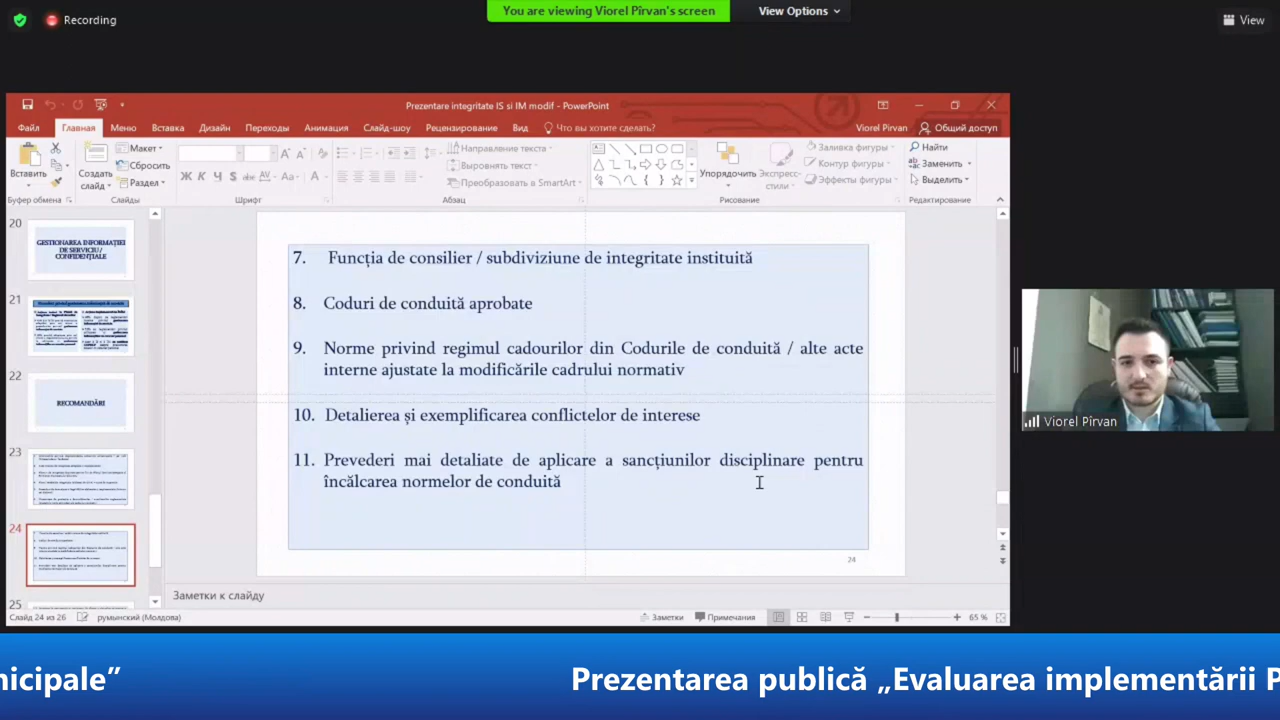 Recording
You are viewing Viorel Pîrvan's screen
View Options
View
Prezentare integritate IS si IM modif - PowerPoint
Файл Главная Меню Вставка Дизайн Переходы Анимация Слайд-шоу Рецензирование Вид Что вы хотите сделать? Viorel Pirvan Общий доступ
Вставить
Создать слайд
Макет
Сбросить
Раздел
Ж К Ч S abc AV Aa A
Направление текста
Выровнять текст
Преобразовать в SmartArt
Упорядочить
Экспресс-стили
Заливка фигуры
Контур фигуры
Эффекты фигуры
Найти
Заменить
Выделить
Буфер обмена Слайды Шрифт Абзац Рисование Редактирование
20
GESTIONAREA INFORMAȚIEI
DE SERVICIU /
CONFIDENȚIALE
21
22
RECOMANDĂRI
23
24
25
7. Funcția de consilier / subdiviziune de integritate instituită
8. Coduri de conduită aprobate
9. Norme privind regimul cadourilor din Codurile de conduită / alte acte
interne ajustate la modificările cadrului normativ
10. Detalierea și exemplificarea conflictelor de interese
11. Prevederi mai detaliate de aplicare a sancțiunilor disciplinare pentru
încălcarea normelor de conduită
24
Заметки к слайду
Слайд 24 из 26 румынский (Молдова) Заметки Примечания 65 %
Viorel Pîrvan
nicipale” Prezentarea publică „Evaluarea implementării P